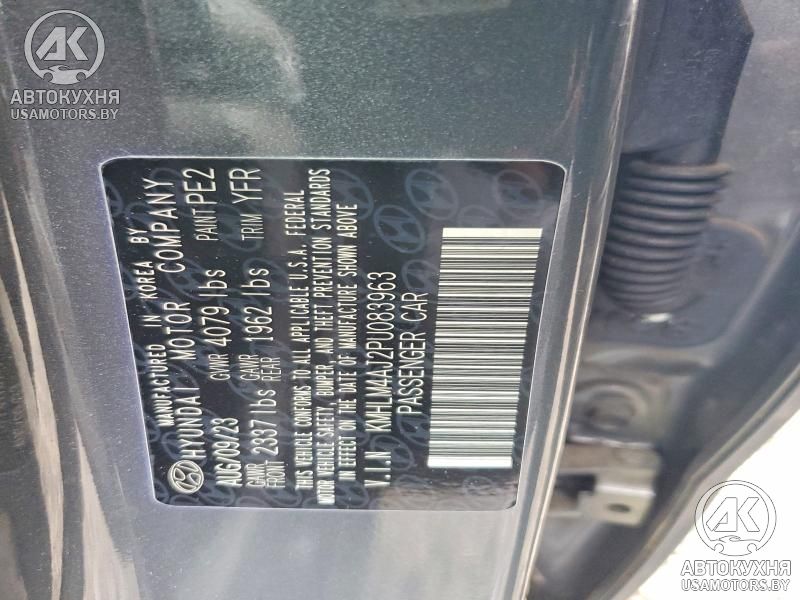 AK
АВТОКУХНЯ
USAMOTORS.BY
MANUFACTURED IN KOREA BY
HYUNDAI MOTOR COMPANY
AUG/09/23 GVWR 4079 lbs PAINT PE2
GAWR FRONT 2337 lbs GAWR REAR 1962 lbs TRIM YFR
THIS VEHICLE CONFORMS TO ALL APPLICABLE U.S.A. FEDERAL
MOTOR VEHICLE SAFETY, BUMPER, AND THEFT PREVENTION STANDARDS
IN EFFECT ON THE DATE OF MANUFACTURE SHOWN ABOVE
V.I.N KMHLM4AJ2PU083963
PASSENGER CAR
AK
АВТОКУХНЯ
USAMOTORS.BY